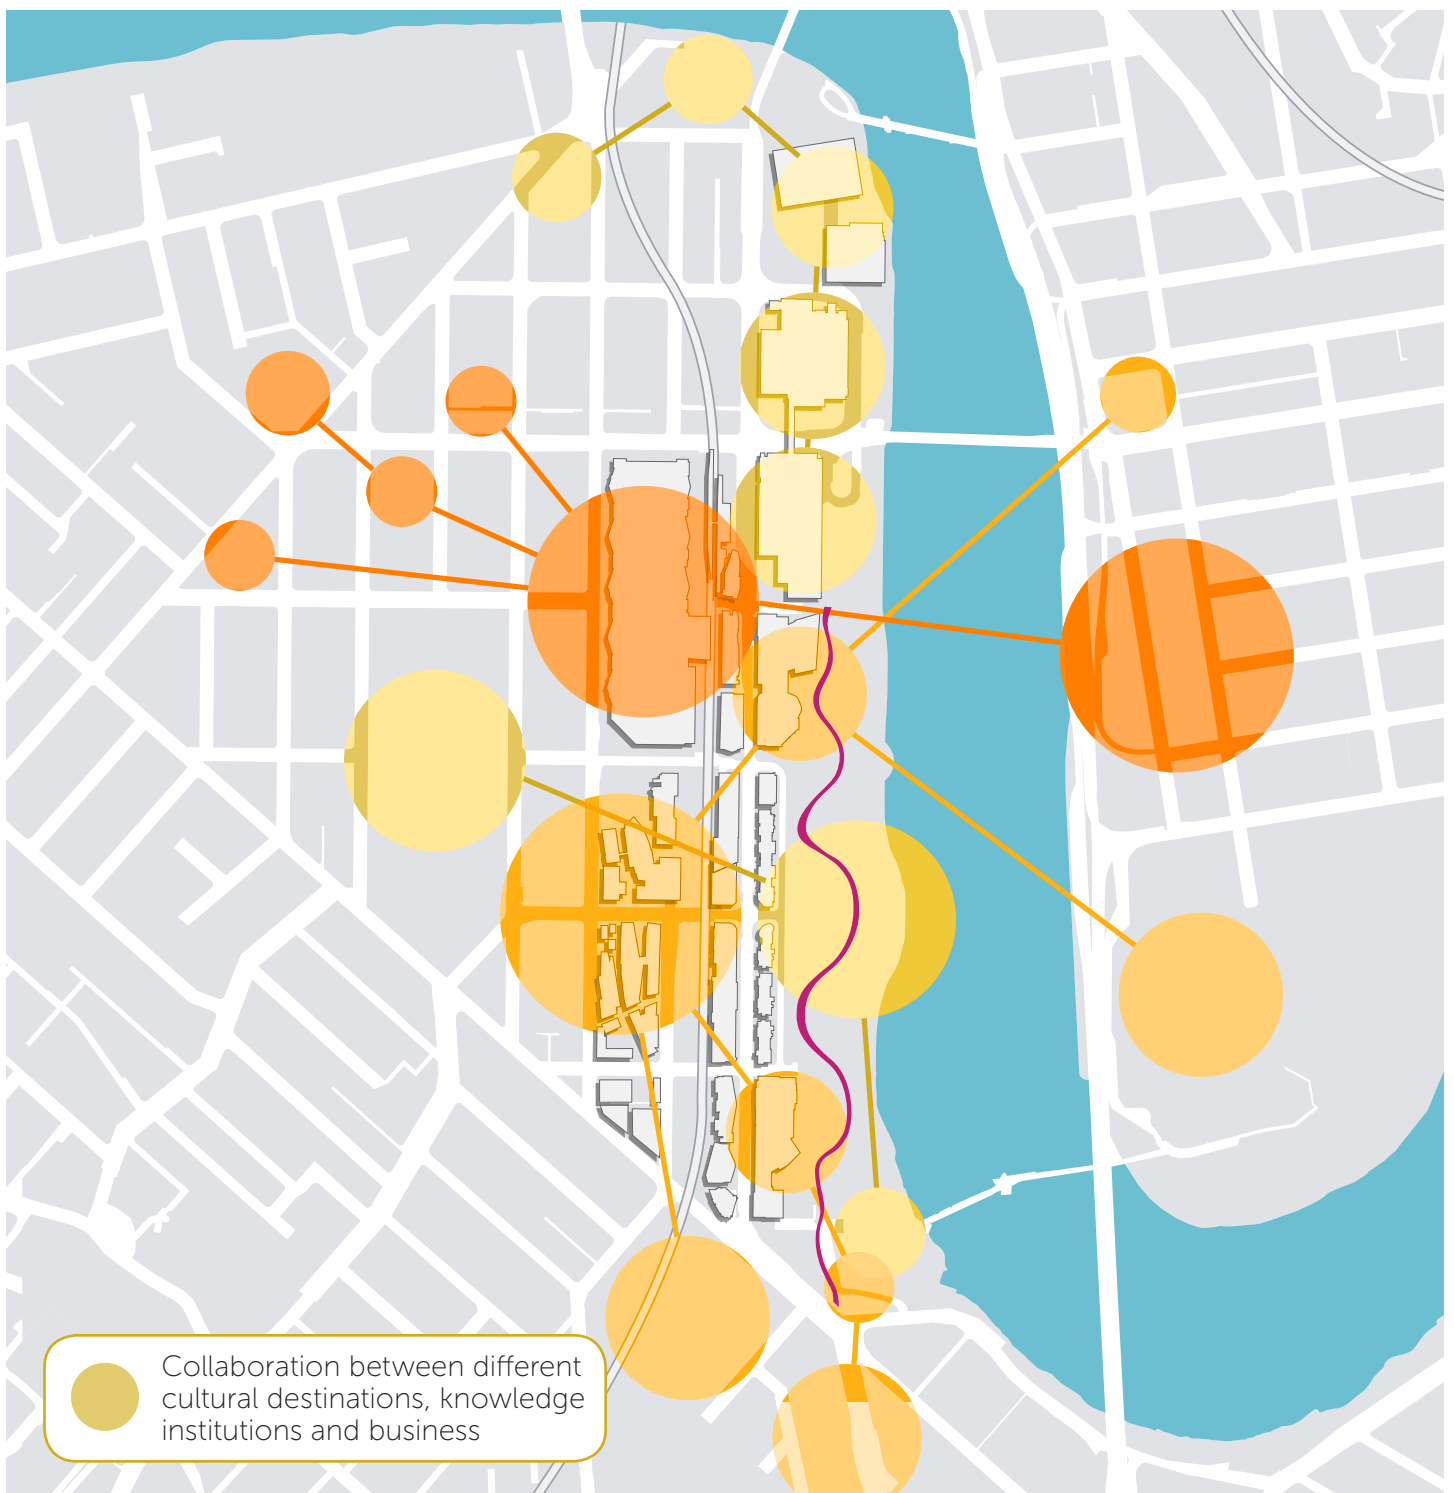 Collaboration between different
cultural destinations, knowledge
institutions and business